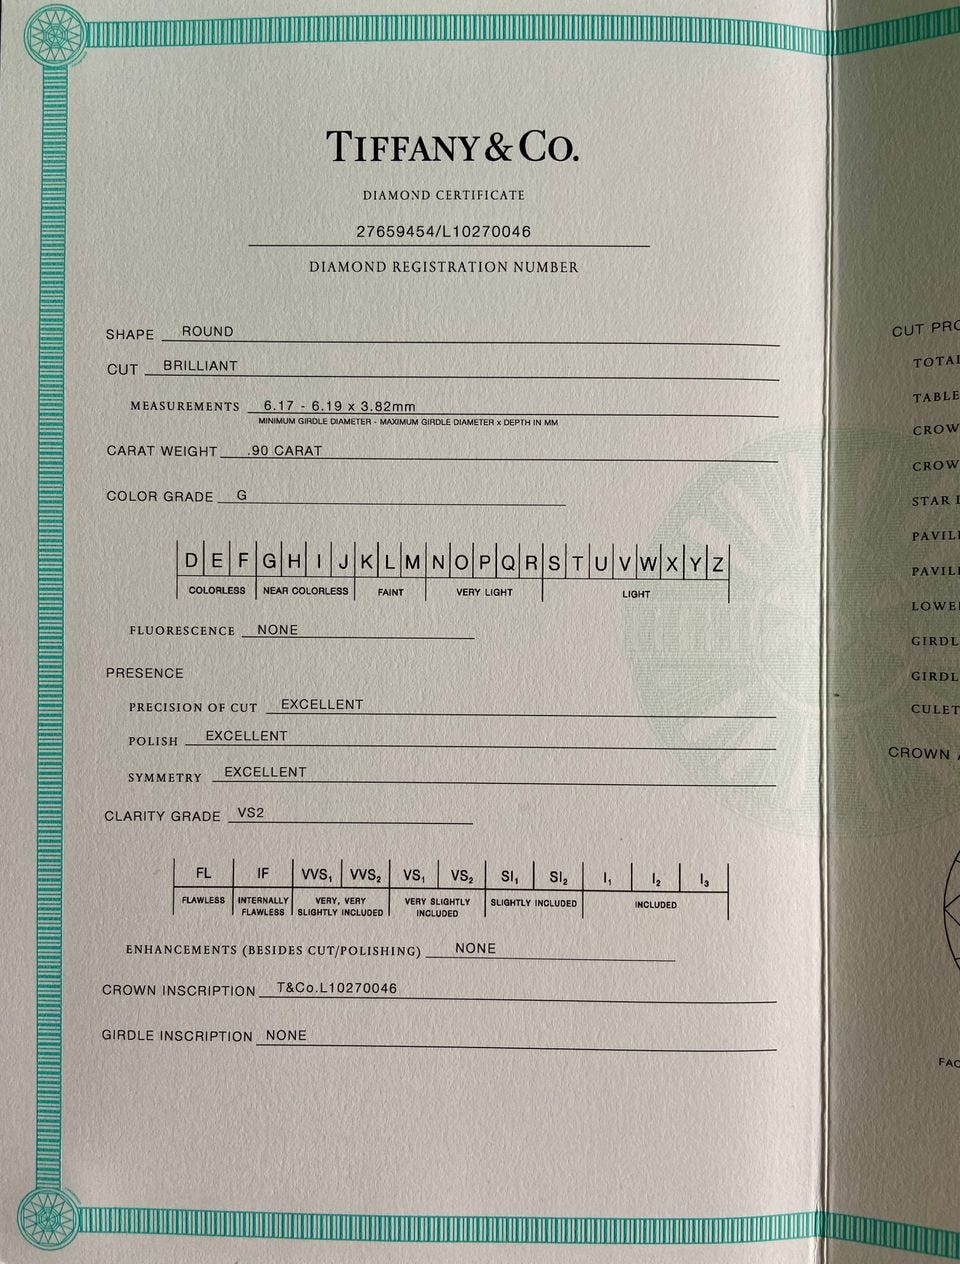 TIFFANY & CO.
DIAMOND CERTIFICATE
27659454/L10270046
DIAMOND REGISTRATION NUMBER
SHAPE ROUND
CUT BRILLIANT
MEASUREMENTS 6.17 - 6.19 x 3.82mm
MINIMUM GIRDLE DIAMETER - MAXIMUM GIRDLE DIAMETER x DEPTH IN MM
CARAT WEIGHT .90 CARAT
COLOR GRADE G
D E F G H I J K L M N O P Q R S T U V W X Y Z
COLORLESS NEAR COLORLESS FAINT VERY LIGHT LIGHT
FLUORESCENCE NONE
PRESENCE
PRECISION OF CUT EXCELLENT
POLISH EXCELLENT
SYMMETRY EXCELLENT
CLARITY GRADE VS2
FL IF VVS1 VVS2 VS1 VS2 SI1 SI2 I1 I2 I3
FLAWLESS INTERNALLY VERY, VERY VERY SLIGHTLY SLIGHTLY INCLUDED INCLUDED
FLAWLESS SLIGHTLY INCLUDED INCLUDED
ENHANCEMENTS (BESIDES CUT/POLISHING) NONE
CROWN INSCRIPTION T&Co.L10270046
GIRDLE INSCRIPTION NONE
CUT PRO
TOTAL
TABLE
CROW
CROW
STAR
PAVIL
PAVIL
LOWE
GIRDL
GIRDL
CULET
CROWN
FAC